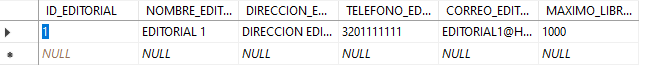 ID_EDITORIAL NOMBRE_EDIT... DIRECCION_E... TELEFONO_ED... CORREO_EDIT... MAXIMO_LIBR...
1 EDITORIAL 1 DIRECCION EDI... 3201111111 EDITORIAL1@H... 1000
NULL NULL NULL NULL NULL NULL